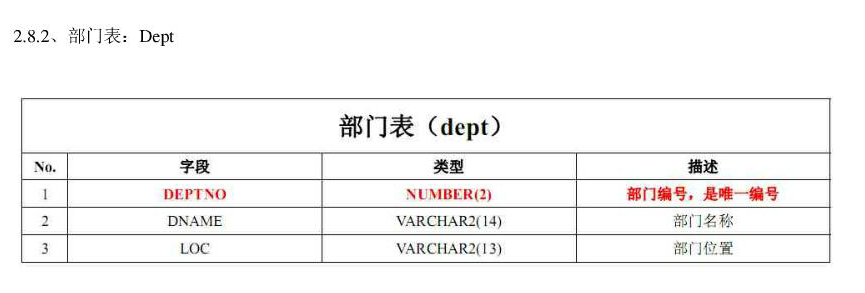 2.8.2、部门表：Dept
部门表（dept）
No. 字段 类型 描述
1 DEPTNO NUMBER(2) 部门编号，是唯一编号
2 DNAME VARCHAR2(14) 部门名称
3 LOC VARCHAR2(13) 部门位置